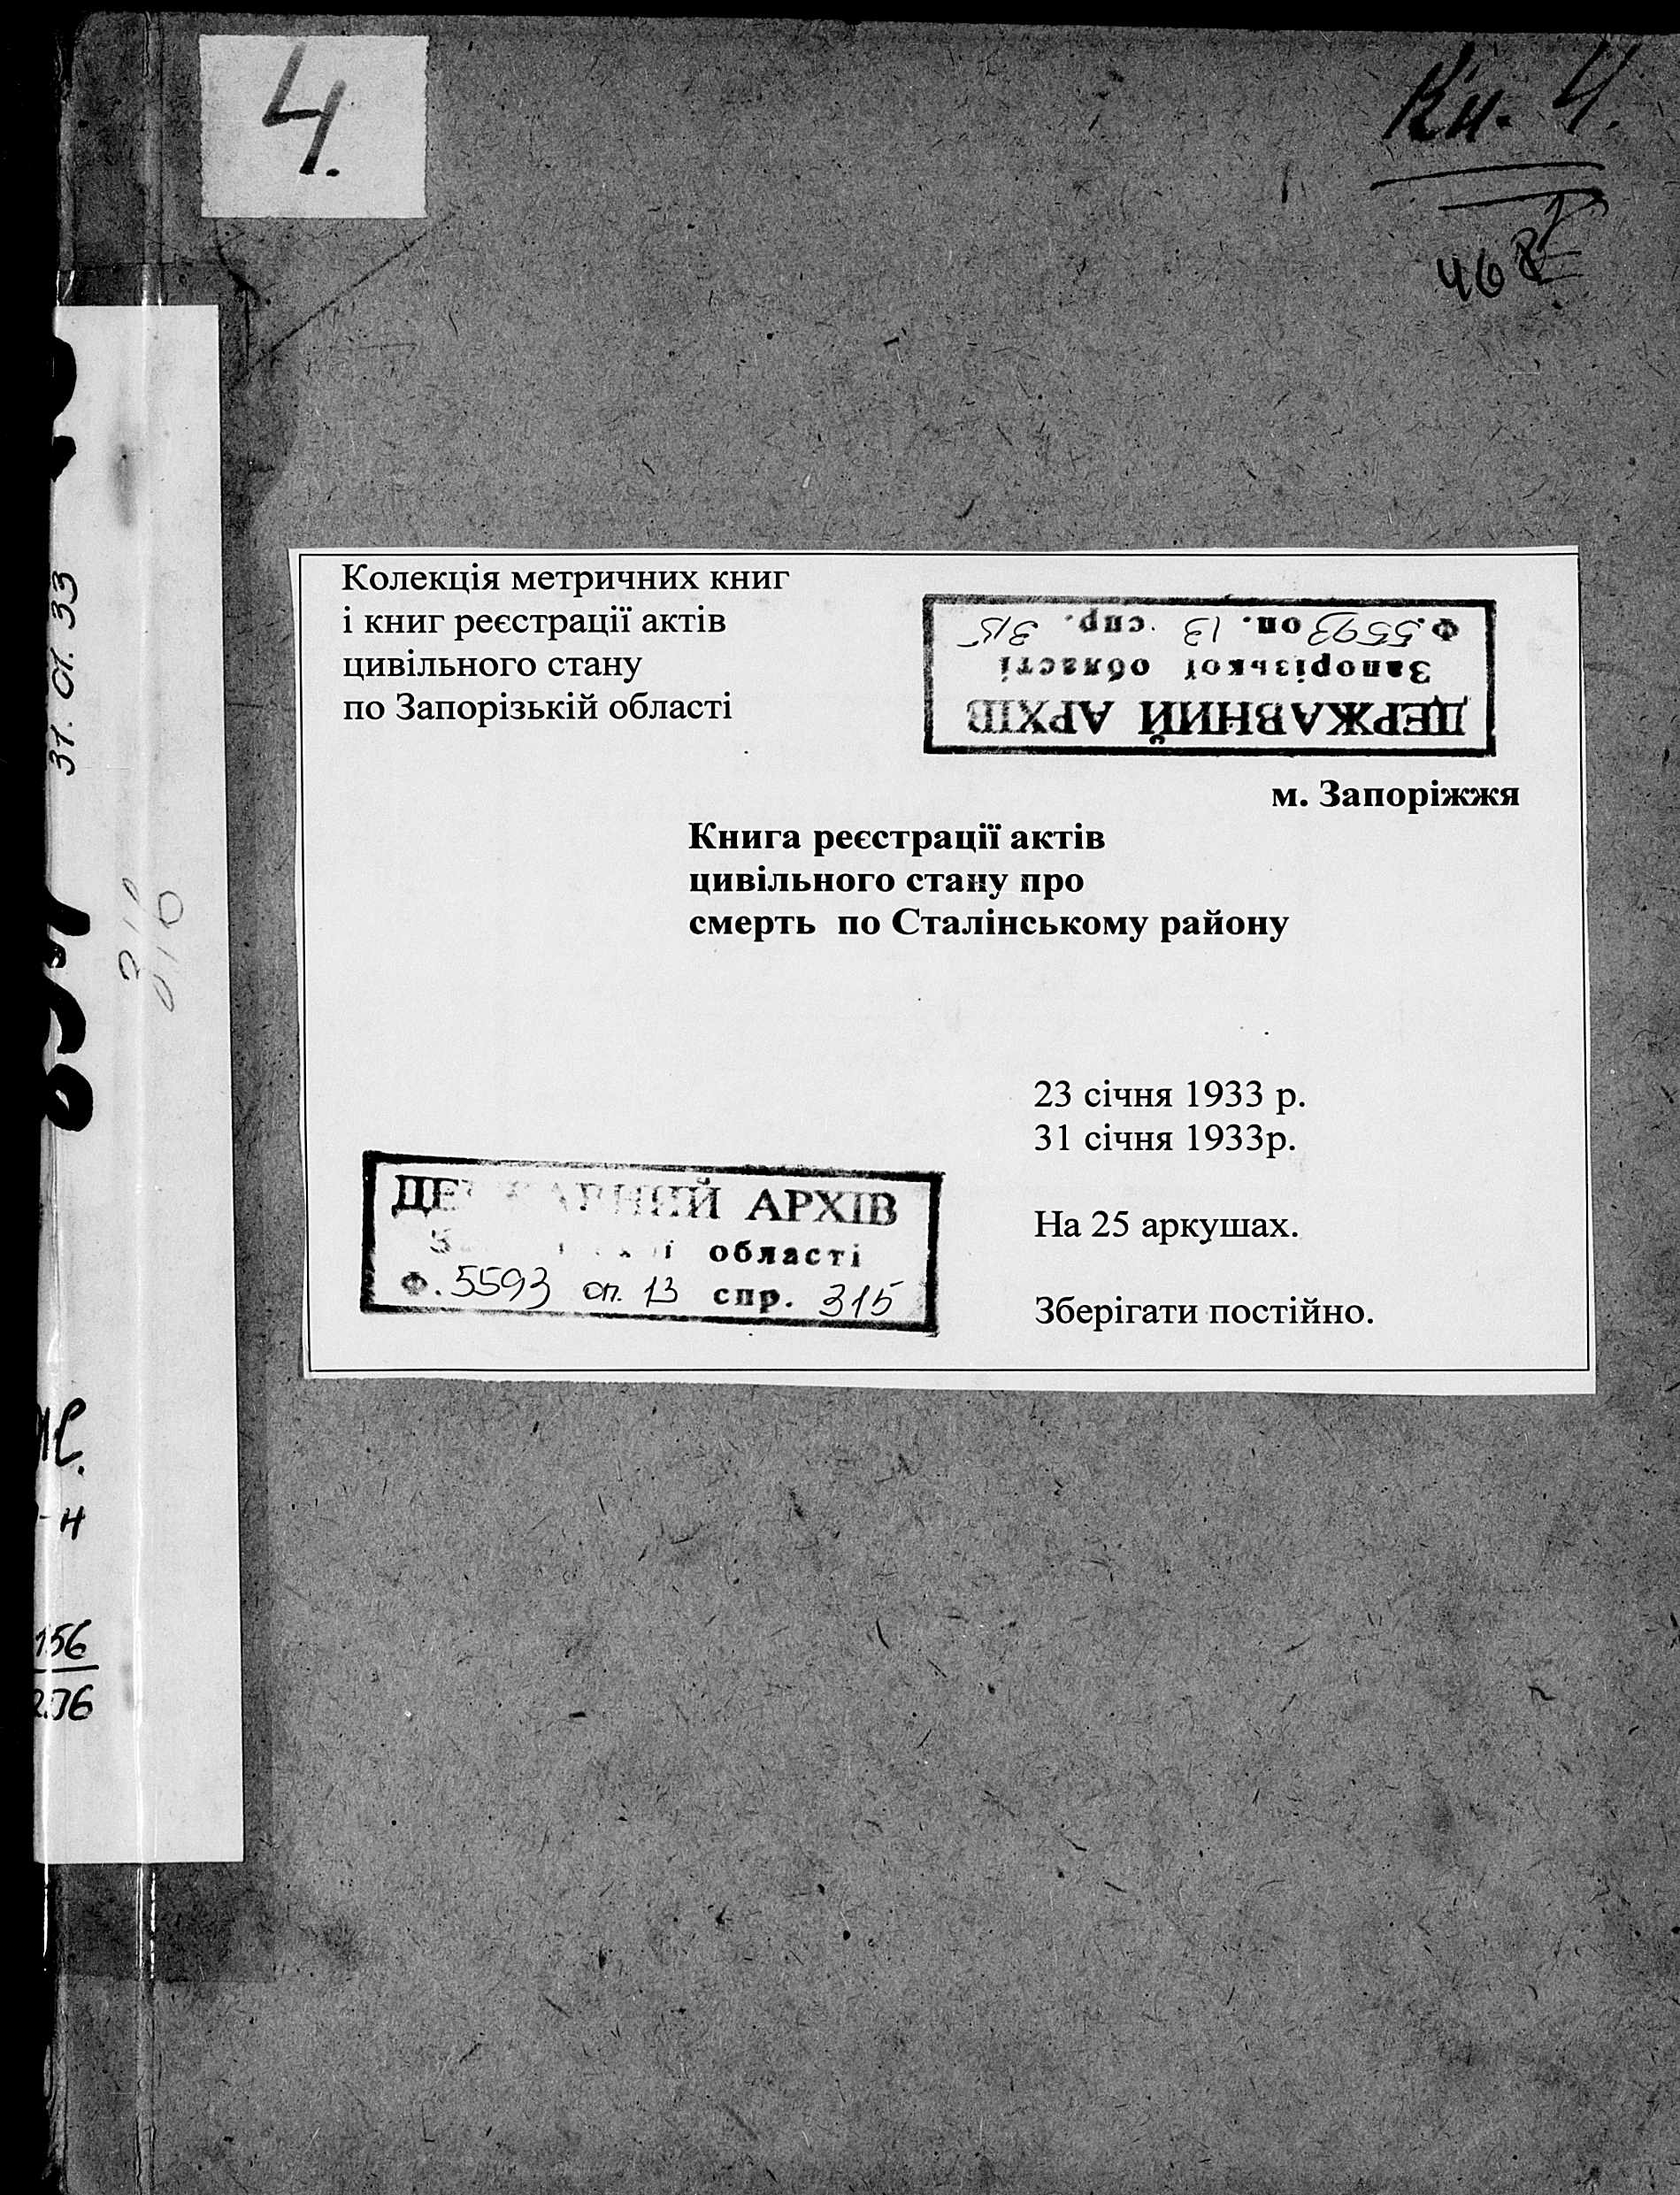 4.
Кн. 4.
468
31. 01. 33
Колекція метричних книг
і книг реєстрації актів
цивільного стану
по Запорізькій області
ДЕРЖАВНИЙ АРХІВ
Запорізької області
Ф. 5593 оп. 13 спр. 315
м. Запоріжжя
Книга реєстрації актів
цивільного стану про
смерть по Сталінському району
23 січня 1933 р.
31 січня 1933р.
На 25 аркушах.
Зберігати постійно.
ДЕРЖАВНИЙ АРХІВ
області
Ф. 5593 оп. 13 спр. 315
156